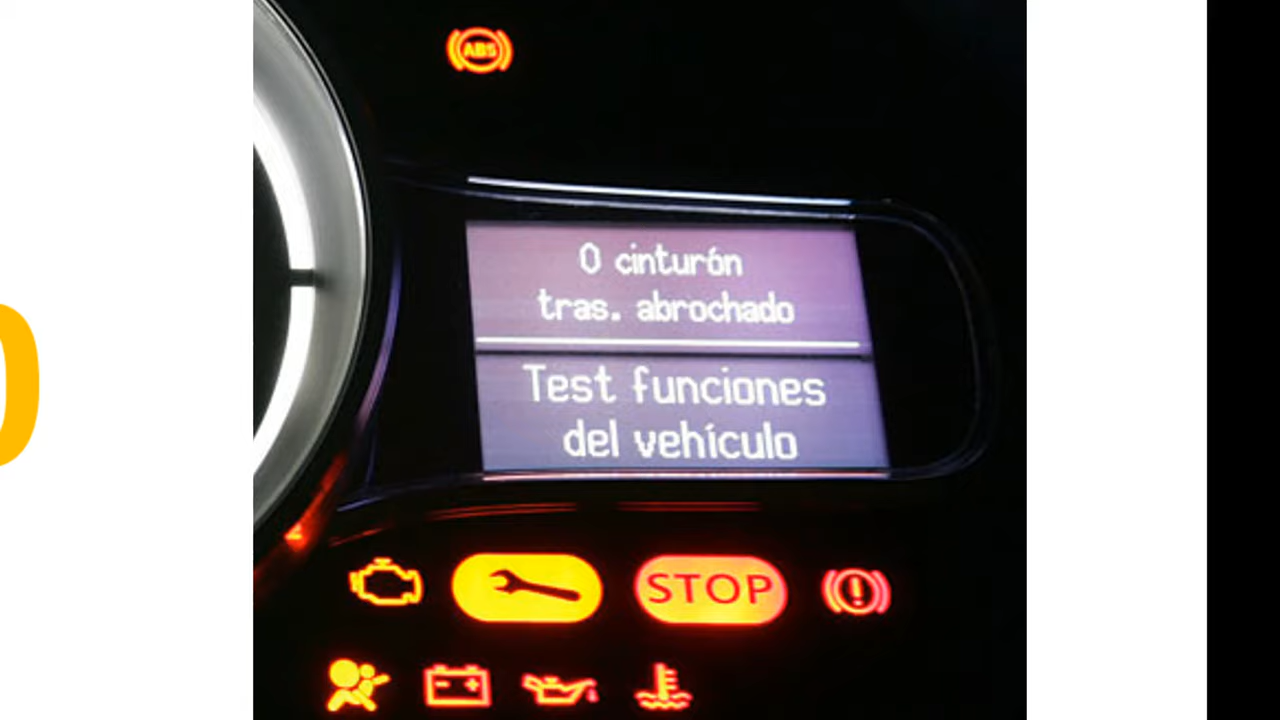 ABS
0 cinturón
tras. abrochado
Test funciones
del vehículo
STOP